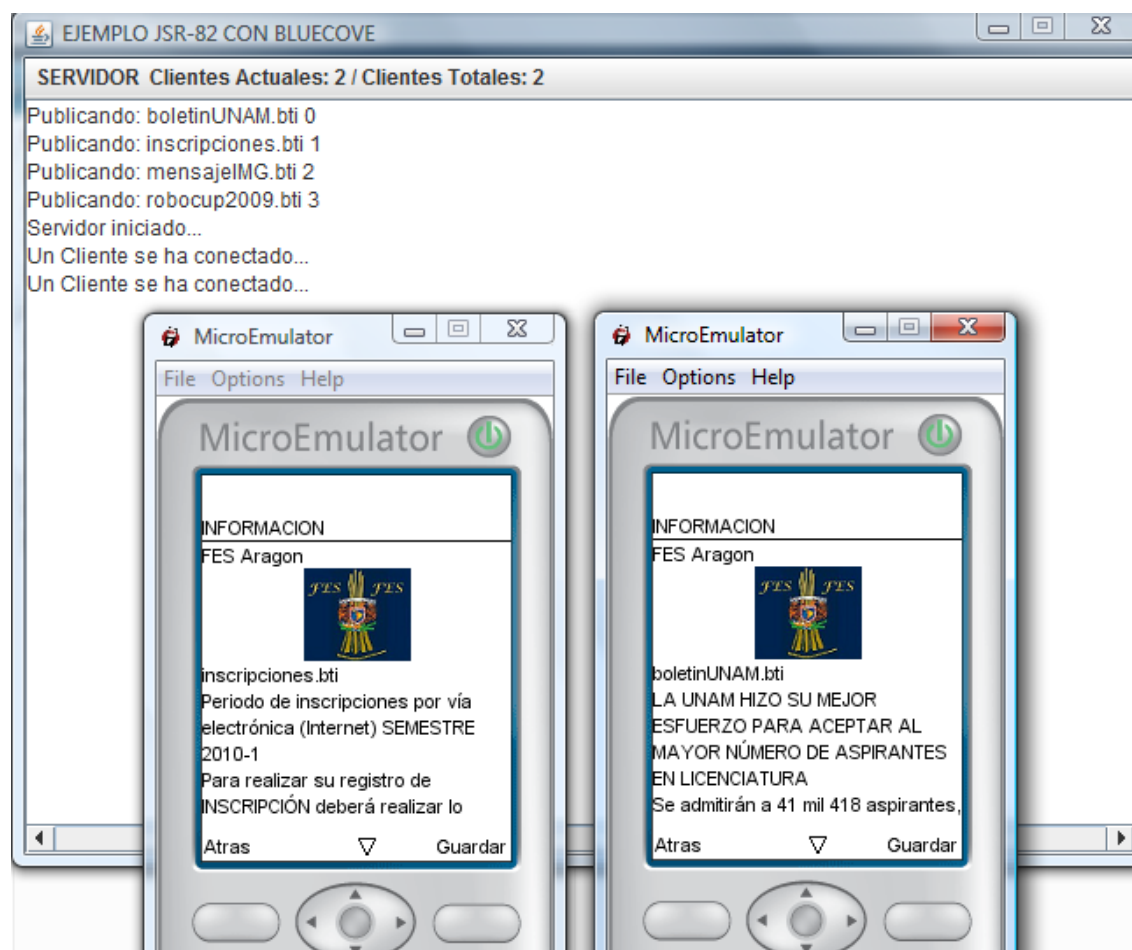 EJEMPLO JSR-82 CON BLUECOVE
SERVIDOR Clientes Actuales: 2 / Clientes Totales: 2
Publicando: boletinUNAM.bti 0
Publicando: inscripciones.bti 1
Publicando: mensajeIMG.bti 2
Publicando: robocup2009.bti 3
Servidor iniciado...
Un Cliente se ha conectado...
Un Cliente se ha conectado...
MicroEmulator
File Options Help
MicroEmulator
INFORMACION
FES Aragon
FES FES
inscripciones.bti
Periodo de inscripciones por vía
electrónica (Internet) SEMESTRE
2010-1
Para realizar su registro de
INSCRIPCIÓN deberá realizar lo
Atras Guardar
MicroEmulator
File Options Help
MicroEmulator
INFORMACION
FES Aragon
FES FES
boletinUNAM.bti
LA UNAM HIZO SU MEJOR
ESFUERZO PARA ACEPTAR AL
MAYOR NÚMERO DE ASPIRANTES
EN LICENCIATURA
Se admitirán a 41 mil 418 aspirantes,
Atras Guardar